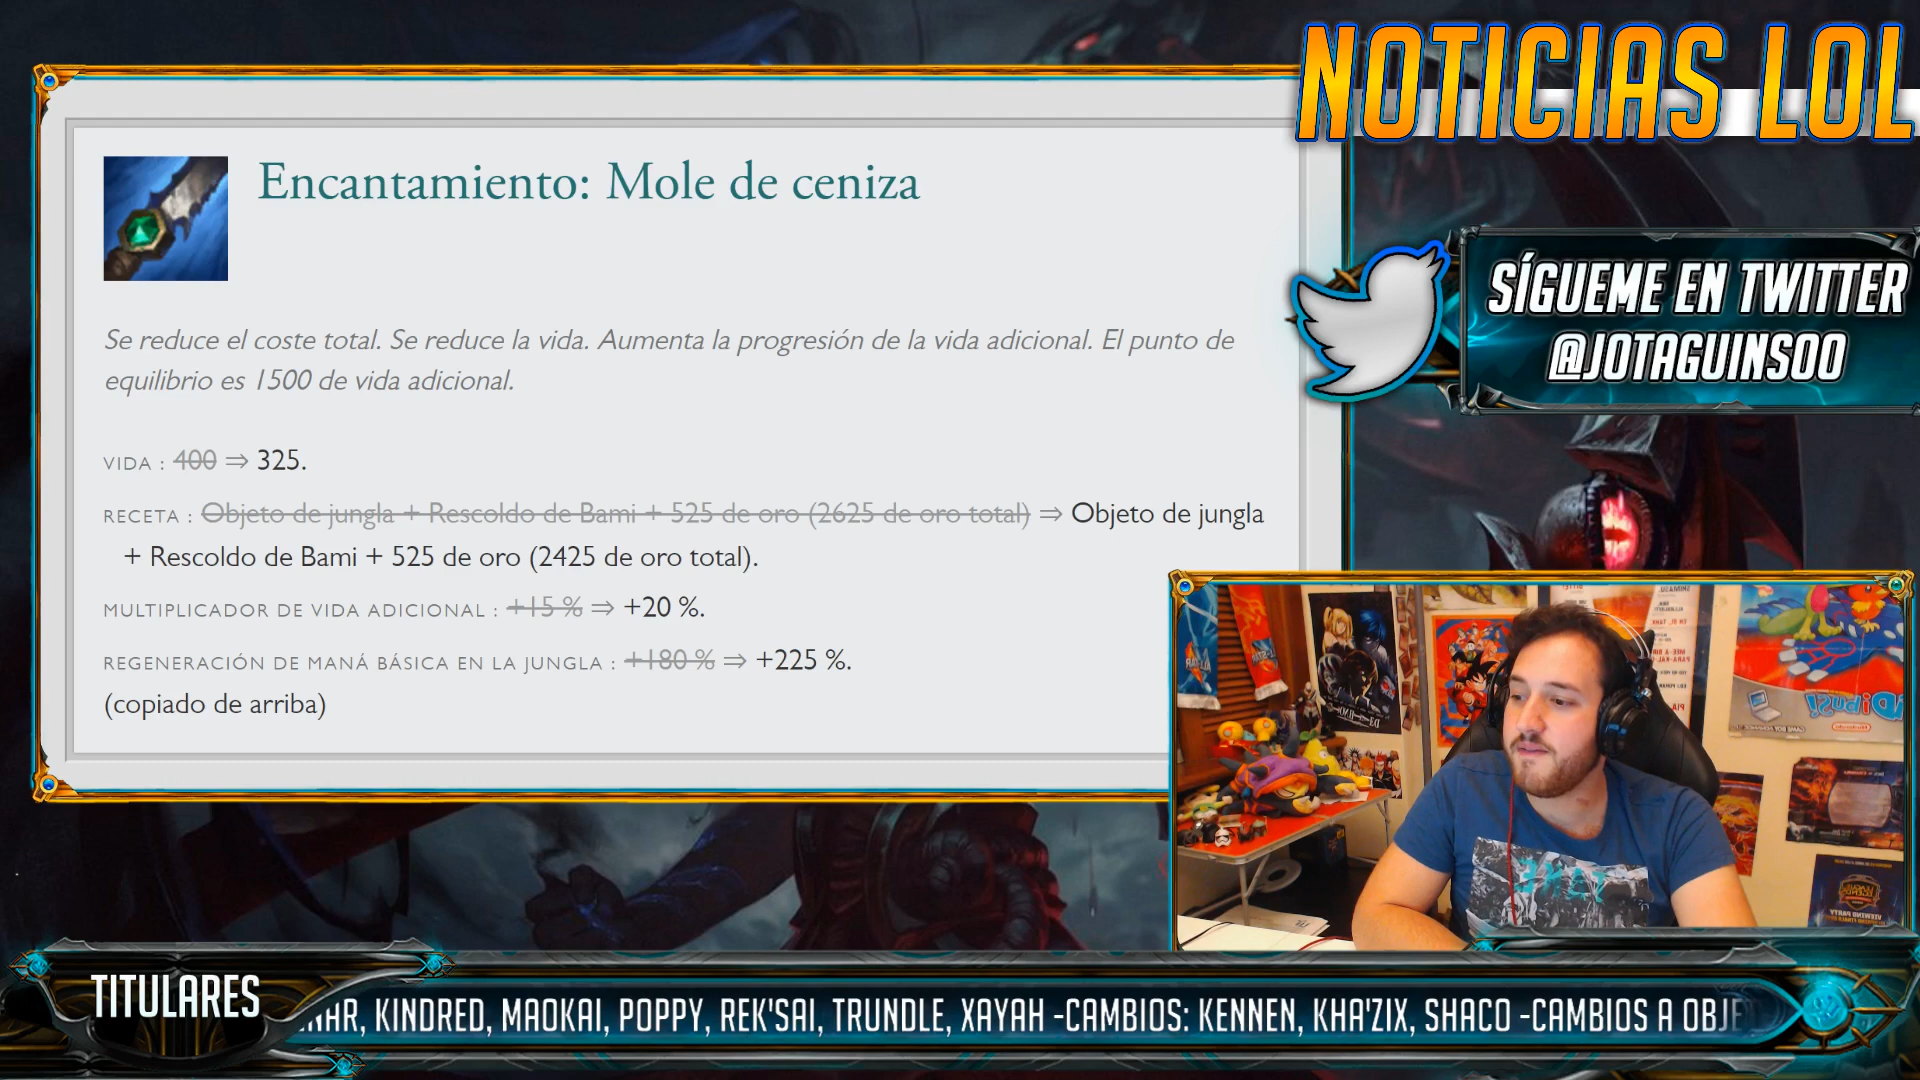 NOTICIAS LOL
Encantamiento: Mole de ceniza
Se reduce el coste total. Se reduce la vida. Aumenta la progresión de la vida adicional. El punto de
equilibrio es 1500 de vida adicional.
VIDA : 400 ⇒ 325.
RECETA : Objeto de jungla + Rescoldo de Bami + 525 de oro (2625 de oro total) ⇒ Objeto de jungla
+ Rescoldo de Bami + 525 de oro (2425 de oro total).
MULTIPLICADOR DE VIDA ADICIONAL : +15 % ⇒ +20 %.
REGENERACIÓN DE MANÁ BÁSICA EN LA JUNGLA : +180 % ⇒ +225 %.
(copiado de arriba)
SÍGUEME EN TWITTER
@JOTAGUINSOO
TITULARES
NAR, KINDRED, MAOKAI, POPPY, REK'SAI, TRUNDLE, XAYAH -CAMBIOS: KENNEN, KHA'ZIX, SHACO -CAMBIOS A OBJE